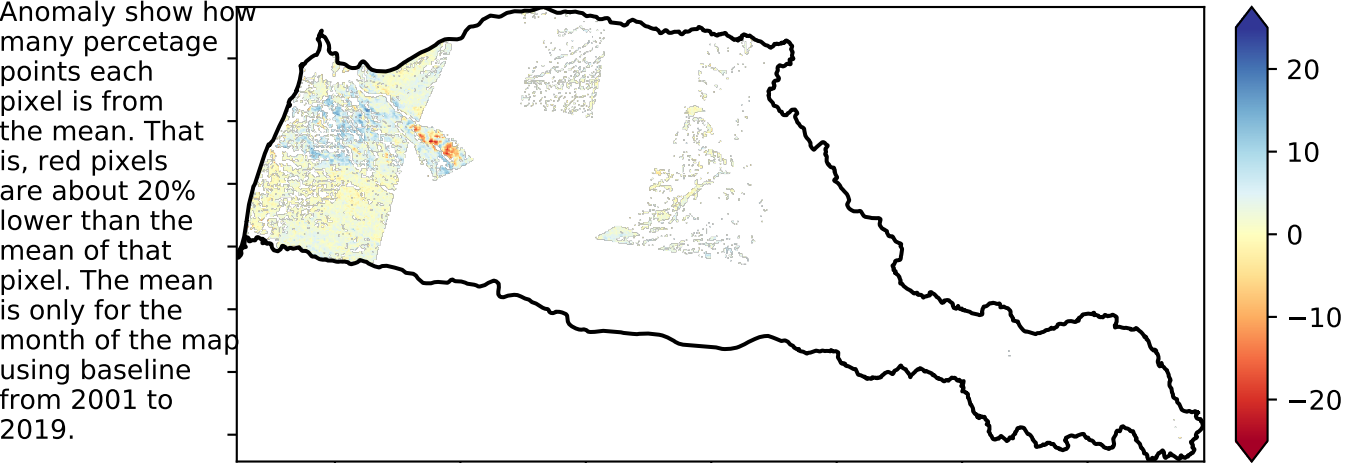 Anomaly show how
many percetage
points each
pixel is from
the mean. That
is, red pixels
are about 20%
lower than the
mean of that
pixel. The mean
is only for the
month of the map
using baseline
from 2001 to
2019.
20
10
0
−10
−20